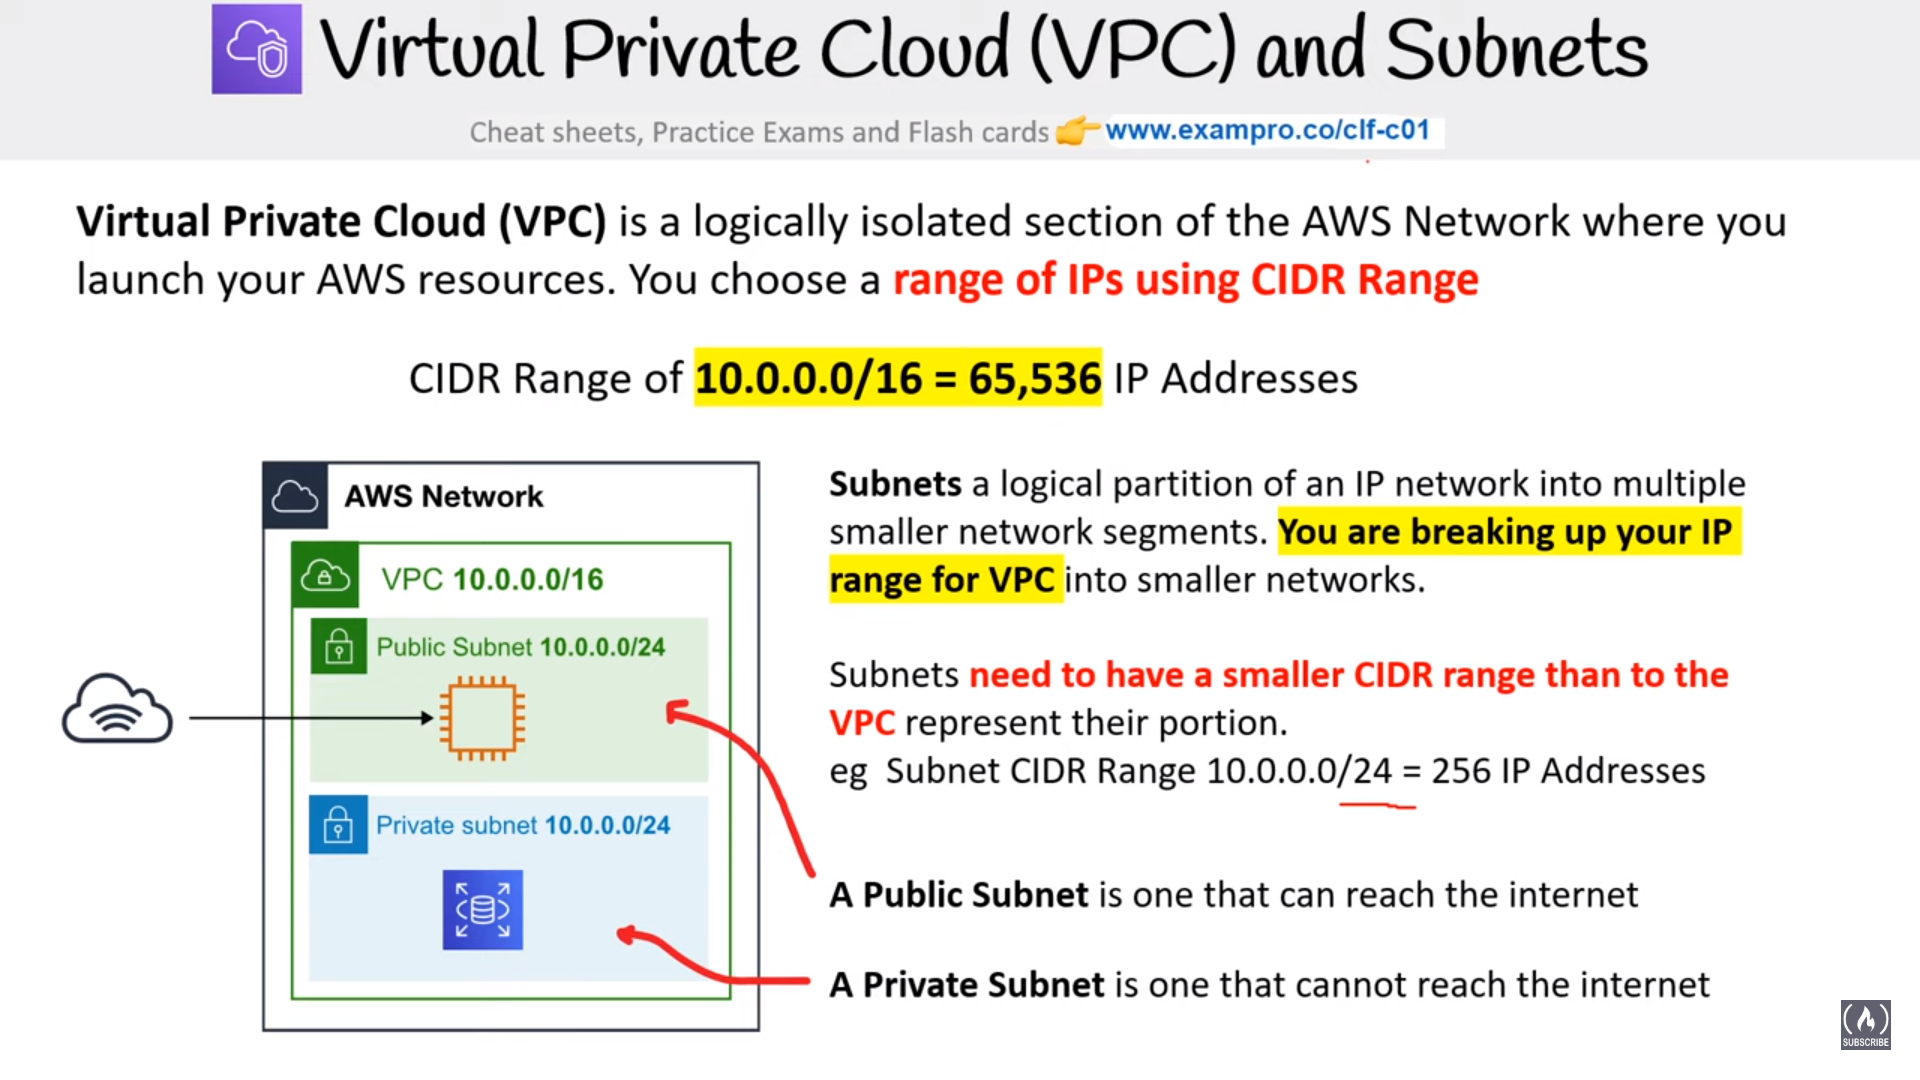 Virtual Private Cloud (VPC) and Subnets
Cheat sheets, Practice Exams and Flash cards 👉 www.exampro.co/clf-c01
Virtual Private Cloud (VPC) is a logically isolated section of the AWS Network where you
launch your AWS resources. You choose a range of IPs using CIDR Range
CIDR Range of 10.0.0.0/16 = 65,536 IP Addresses
AWS Network
VPC 10.0.0.0/16
Public Subnet 10.0.0.0/24
Private subnet 10.0.0.0/24
Subnets a logical partition of an IP network into multiple
smaller network segments. You are breaking up your IP
range for VPC into smaller networks.
Subnets need to have a smaller CIDR range than to the
VPC represent their portion.
eg Subnet CIDR Range 10.0.0.0/24 = 256 IP Addresses
A Public Subnet is one that can reach the internet
A Private Subnet is one that cannot reach the internet
SUBSCRIBE